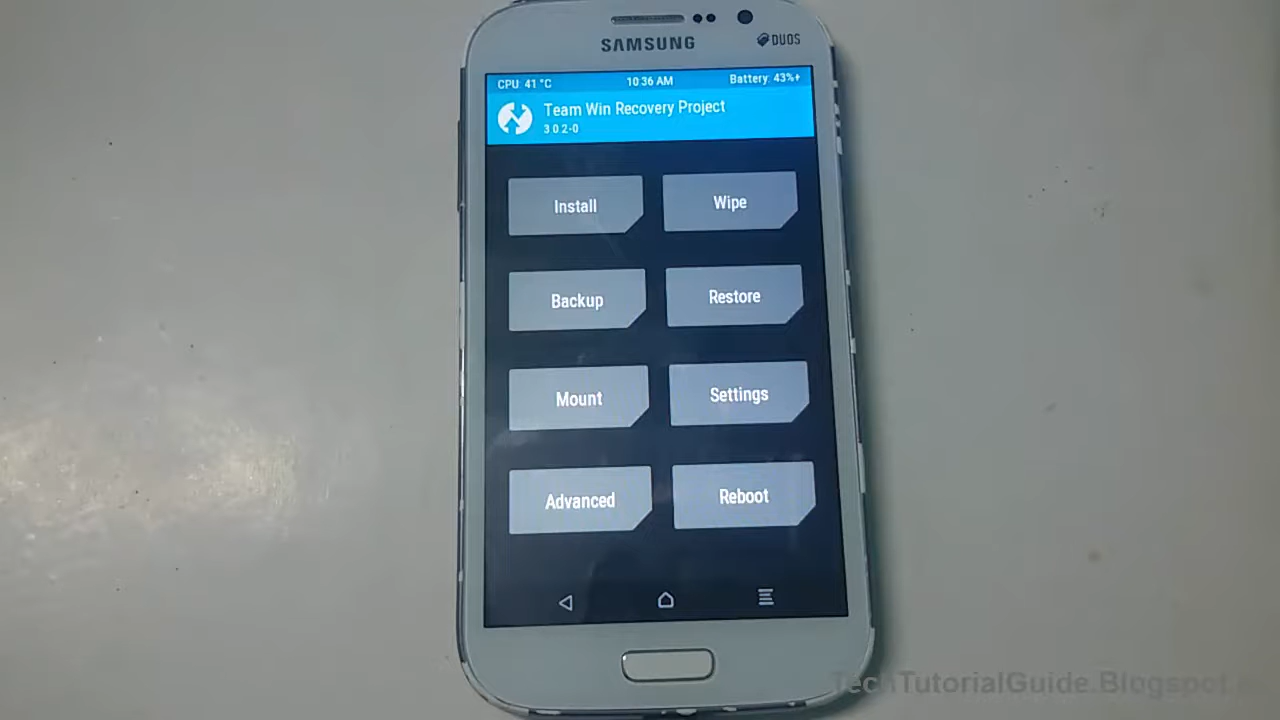 SAMSUNG
DUOS
CPU: 41 °C 10:36 AM Battery: 43%+
Team Win Recovery Project
3.0.2-0
Install Wipe
Backup Restore
Mount Settings
Advanced Reboot
TechTutorialGuide.Blogspot.